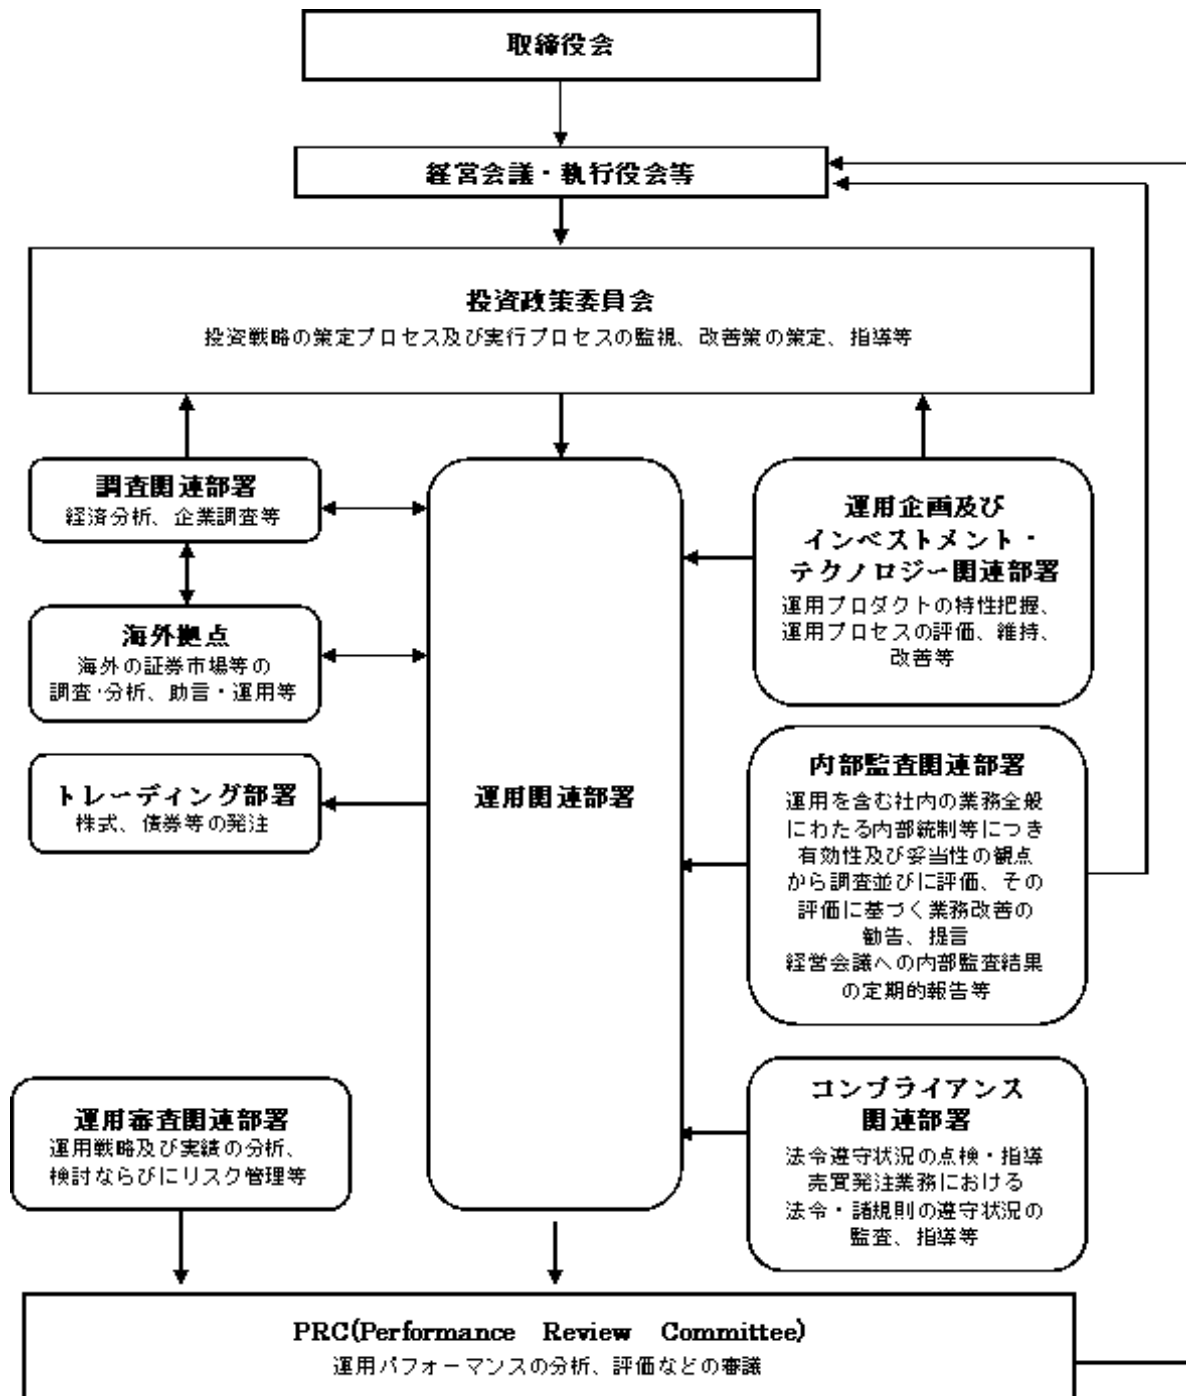 取締役会
経営会議・執行役会等
投資政策委員会
投資戦略の策定プロセス及び実行プロセスの監視、改善策の策定、指導等
調査関連部署
経済分析、企業調査等
海外拠点
海外の証券市場等の
調査・分析、助言・運用等
トレーディング部署
株式、債券等の発注
運用関連部署
運用企画及び
インベストメント・
テクノロジー関連部署
運用プロダクトの特性把握、
運用プロセスの評価、維持、
改善等
内部監査関連部署
運用を含む社内の業務全般
にわたる内部統制等につき
有効性及び妥当性の観点
から調査並びに評価、その
評価に基づく業務改善の
勧告、提言
経営会議への内部監査結果
の定期的報告等
コンプライアンス
関連部署
法令遵守状況の点検・指導
売買発注業務における
法令・諸規則の遵守状況の
監査、指導等
運用審査関連部署
運用戦略及び実績の分析、
検討ならびにリスク管理等
PRC(Performance Review Committee)
運用パフォーマンスの分析、評価などの審議